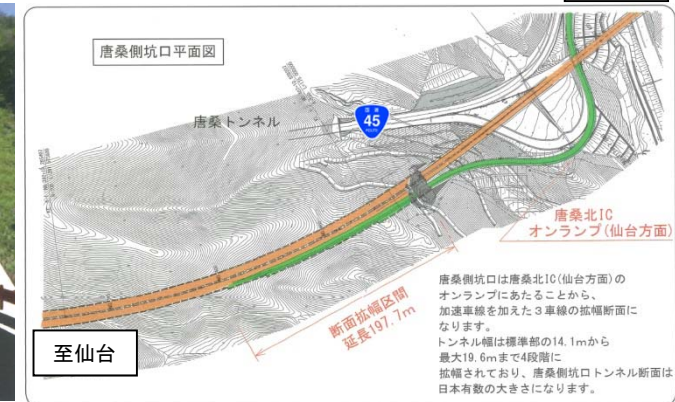 唐桑側坑口平面図
唐桑トンネル
国道
45
ROUTE
唐桑北IC
オンランプ(仙台方面)
断面拡幅区間
延長197.7m
至仙台
唐桑側坑口は唐桑北IC(仙台方面)の
オンランプにあたることから、
加速車線を加えた3車線の拡幅断面に
なります。
トンネル幅は標準部の14.1mから
最大19.6mまで4段階に
拡幅されており、唐桑側坑口トンネル断面は
日本有数の大きさになります。